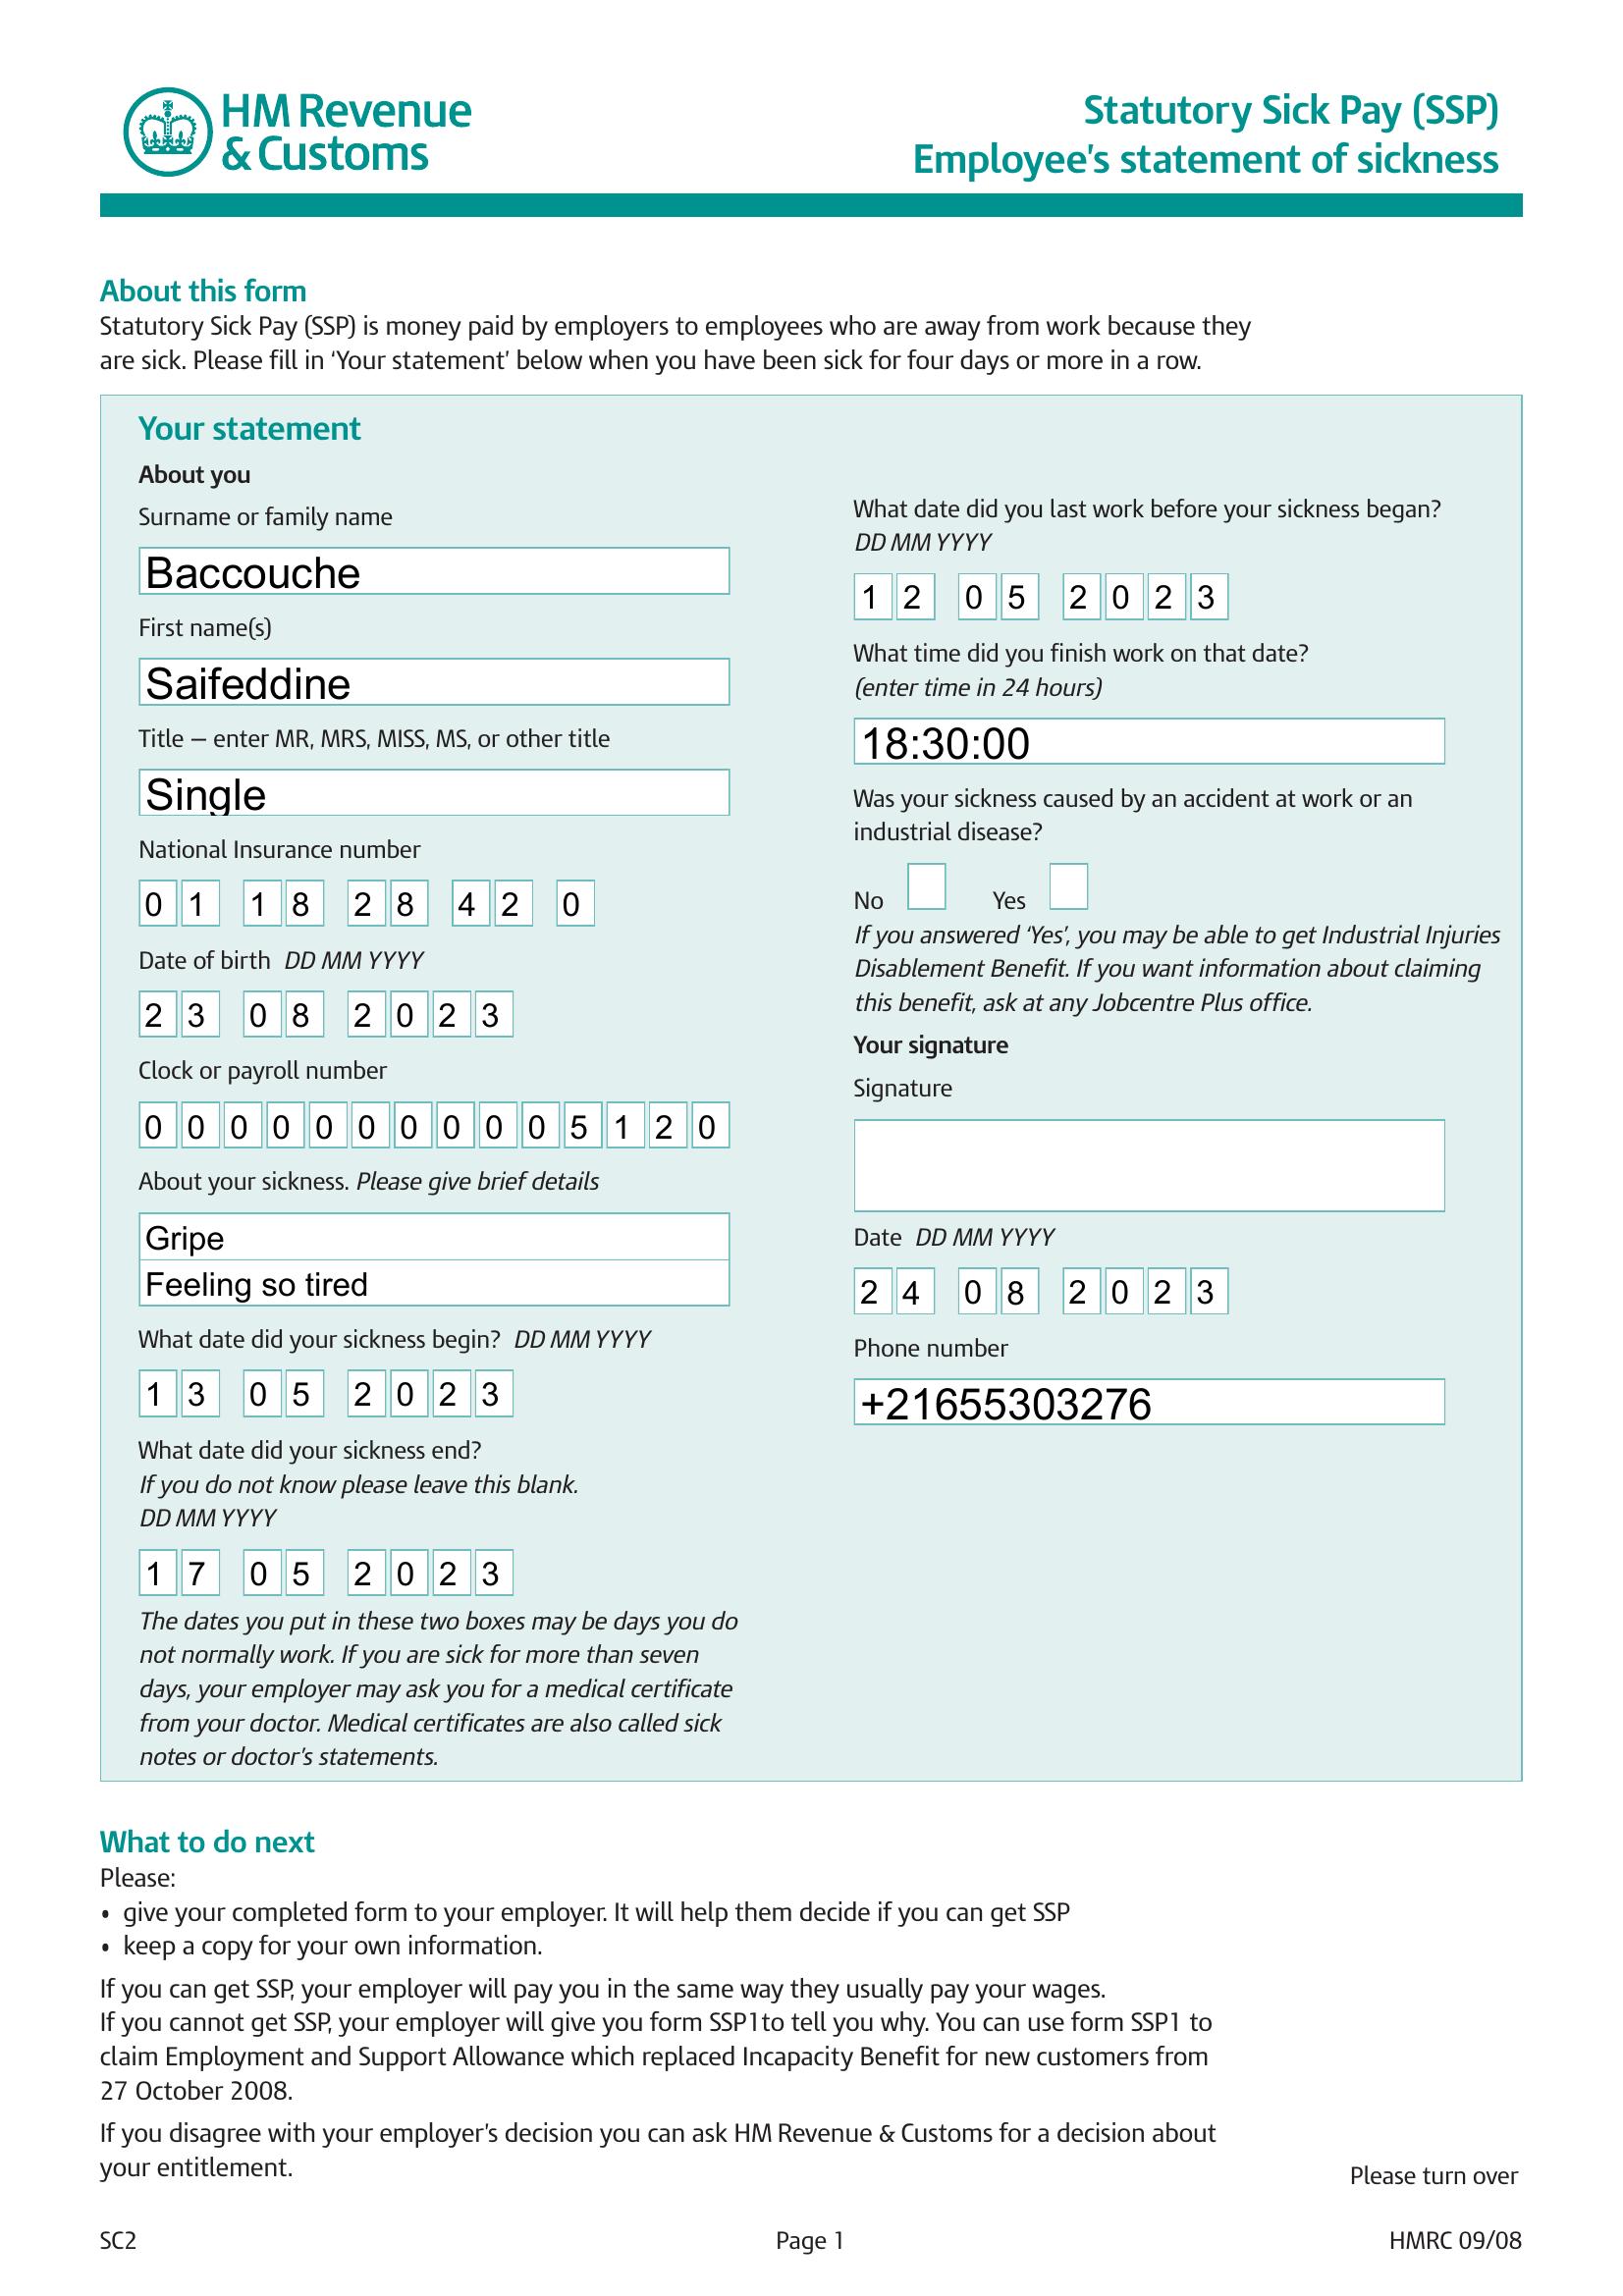 HM Revenue
& Customs
Statutory Sick Pay (SSP)
Employee's statement of sickness
About this form
Statutory Sick Pay (SSP) is money paid by employers to employees who are away from work because they
are sick. Please fill in 'Your statement' below when you have been sick for four days or more in a row.
Your statement
About you
Surname or family name
Baccouche
First name(s)
Saifeddine
Title – enter MR, MRS, MISS, MS, or other title
Single
National Insurance number
0 1 1 8 2 8 4 2 0
Date of birth DD MM YYYY
2 3 0 8 2 0 2 3
Clock or payroll number
0 0 0 0 0 0 0 0 0 0 5 1 2 0
About your sickness. Please give brief details
Gripe
Feeling so tired
What date did your sickness begin? DD MM YYYY
1 3 0 5 2 0 2 3
What date did your sickness end?
If you do not know please leave this blank.
DD MM YYYY
1 7 0 5 2 0 2 3
The dates you put in these two boxes may be days you do
not normally work. If you are sick for more than seven
days, your employer may ask you for a medical certificate
from your doctor. Medical certificates are also called sick
notes or doctor's statements.
What date did you last work before your sickness began?
DD MM YYYY
1 2 0 5 2 0 2 3
What time did you finish work on that date?
(enter time in 24 hours)
18:30:00
Was your sickness caused by an accident at work or an
industrial disease?
No Yes
If you answered 'Yes', you may be able to get Industrial Injuries
Disablement Benefit. If you want information about claiming
this benefit, ask at any Jobcentre Plus office.
Your signature
Signature
Date DD MM YYYY
2 4 0 8 2 0 2 3
Phone number
+21655303276
What to do next
Please:
• give your completed form to your employer. It will help them decide if you can get SSP
• keep a copy for your own information.
If you can get SSP, your employer will pay you in the same way they usually pay your wages.
If you cannot get SSP, your employer will give you form SSP1to tell you why. You can use form SSP1 to
claim Employment and Support Allowance which replaced Incapacity Benefit for new customers from
27 October 2008.
If you disagree with your employer's decision you can ask HM Revenue & Customs for a decision about
your entitlement.
Please turn over
SC2
Page 1
HMRC 09/08